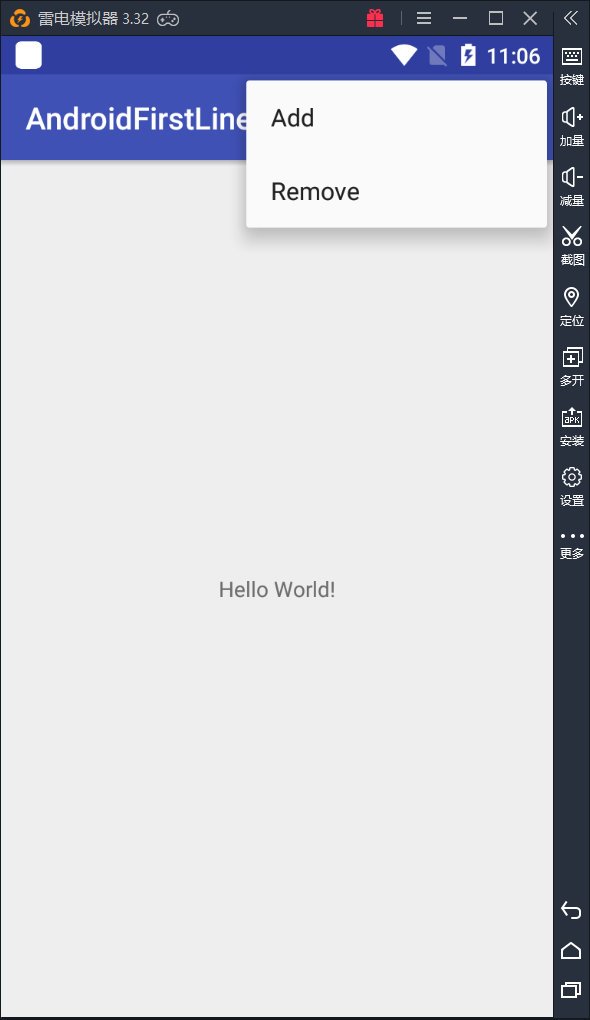 雷电模拟器 3.32
11:06
AndroidFirstLine
Add
Remove
Hello World!
按键
加量
减量
截图
定位
多开
APK
安装
设置
更多